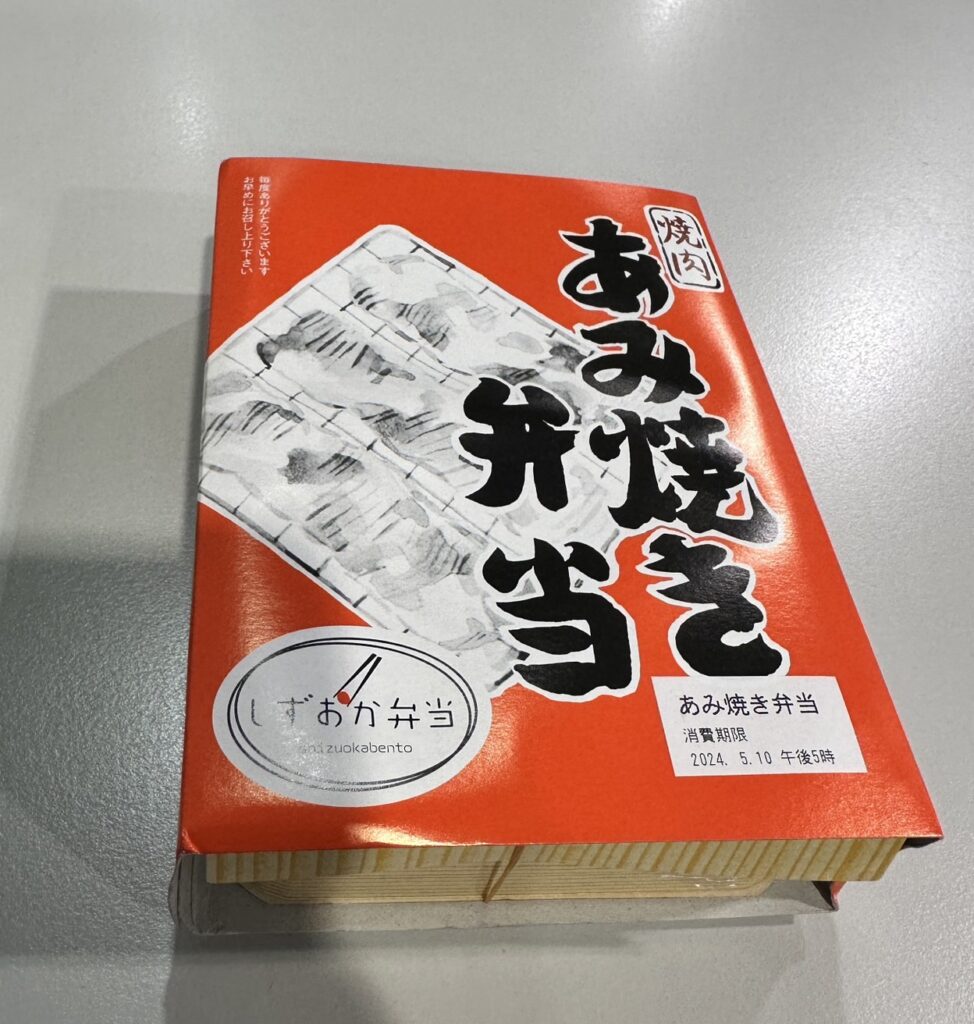 焼肉
あみ焼き
弁当
毎度ありがとうございます
お早めにお召し上り下さい
しずおか弁当
shizuokabento
あみ焼き弁当
消費期限
2024. 5.10 午後5時